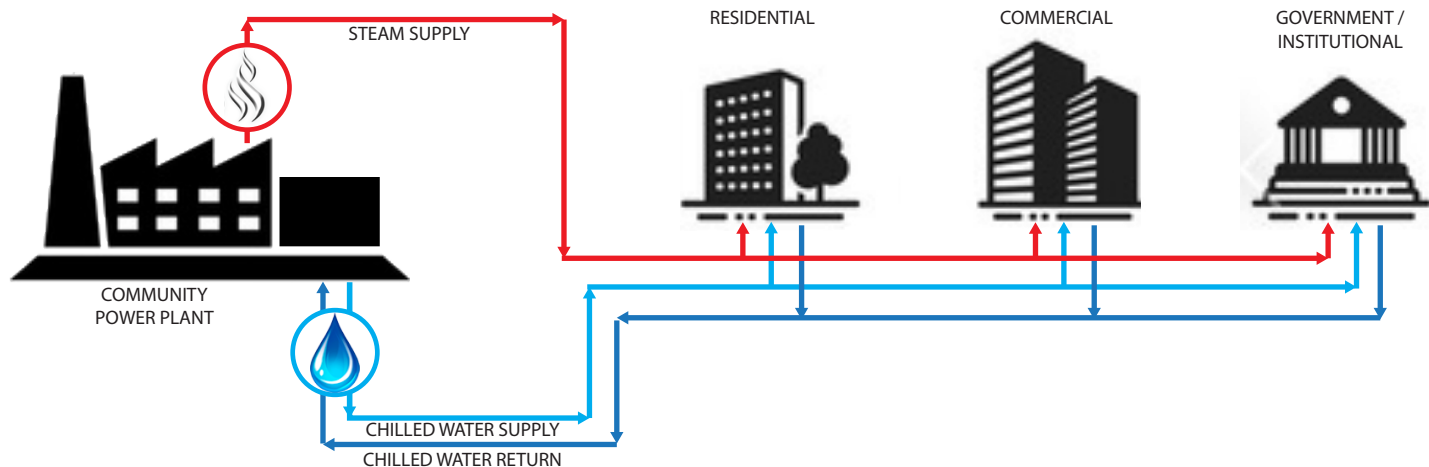 STEAM SUPPLY
RESIDENTIAL
COMMERCIAL
GOVERNMENT /
INSTITUTIONAL
COMMUNITY
POWER PLANT
CHILLED WATER SUPPLY
CHILLED WATER RETURN